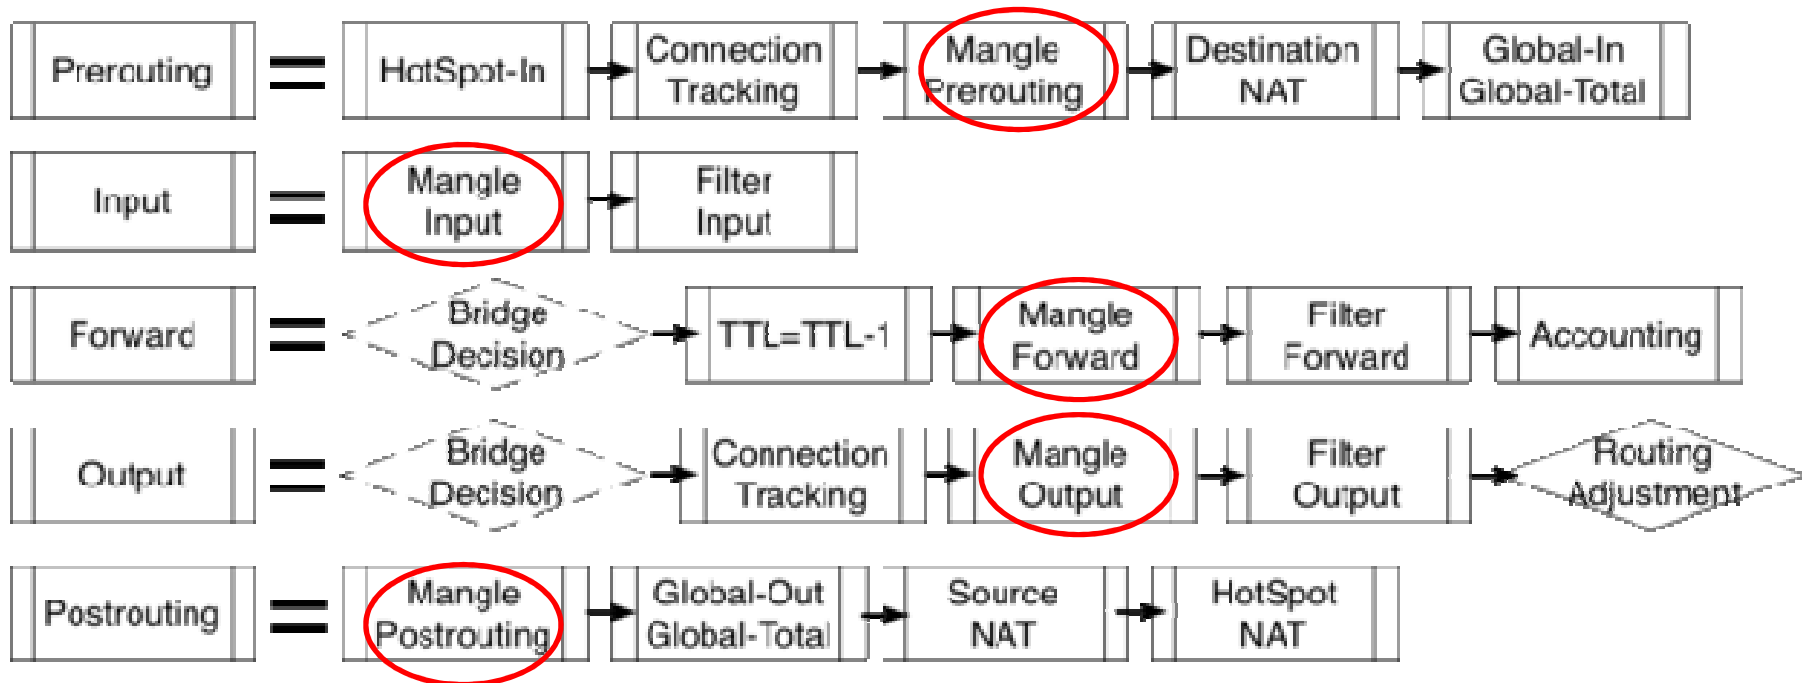 Prerouting
HotSpot-In
Connection
Tracking
Mangle
Prerouting
Destination
NAT
Global-In
Global-Total
Input
Mangle
Input
Filter
Input
Forward
Bridge
Decision
TTL=TTL-1
Mangle
Forward
Filter
Forward
Accounting
Output
Bridge
Decision
Connection
Tracking
Mangle
Output
Filter
Output
Routing
Adjustment
Postrouting
Mangle
Postrouting
Global-Out
Global-Total
Source
NAT
HotSpot
NAT